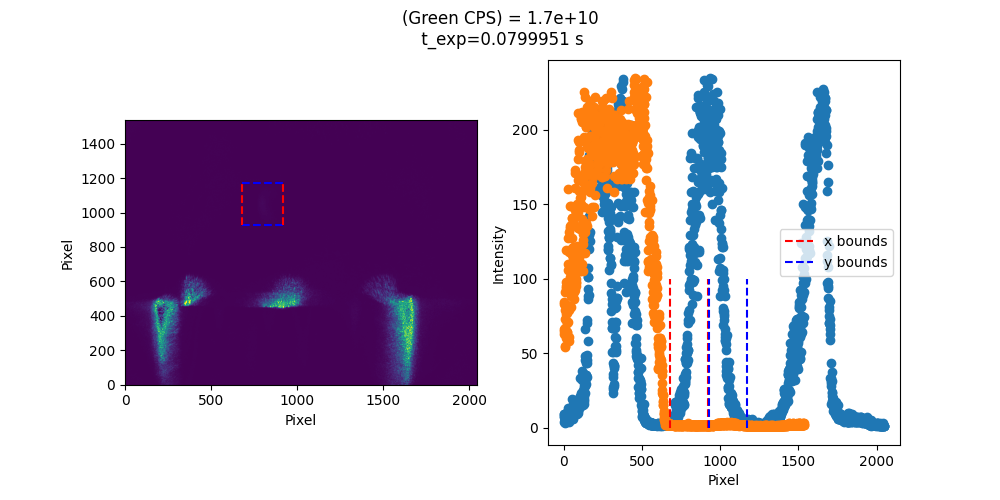 (Green CPS) = 1.7e+10
t_exp=0.0799951 s
Pixel
1400
1200
1000
800
600
400
200
0
0 500 1000 1500 2000
Pixel
Intensity
200
150
100
50
0
x bounds
y bounds
0 500 1000 1500 2000
Pixel